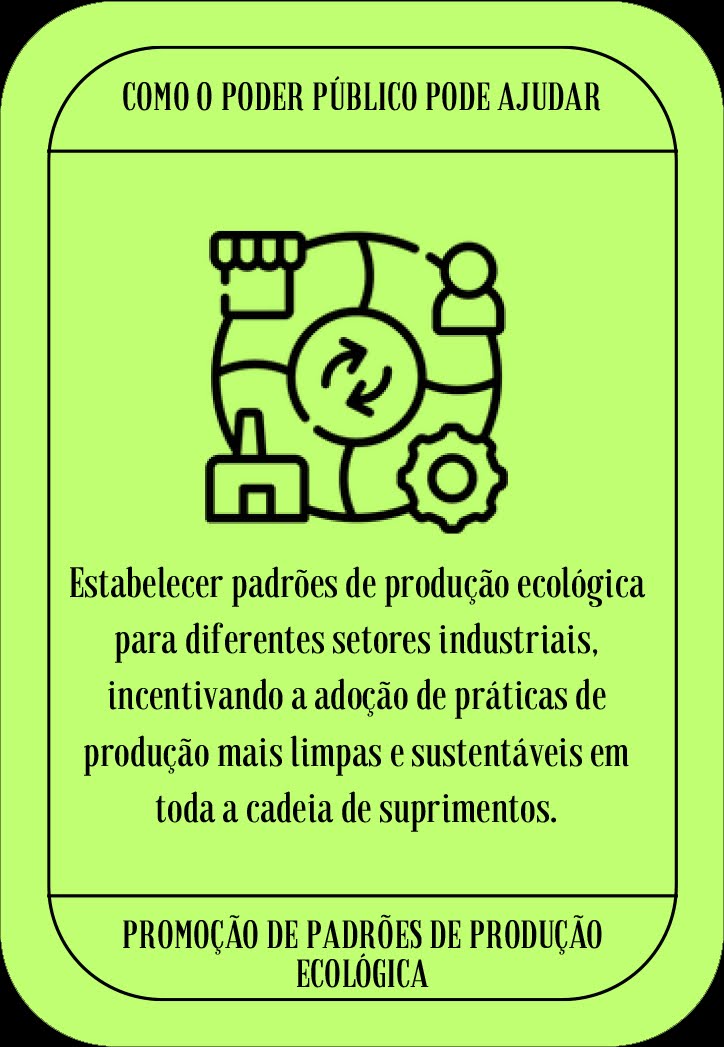 COMO O PODER PÚBLICO PODE AJUDAR
Estabelecer padrões de produção ecológica
para diferentes setores industriais,
incentivando a adoção de práticas de
produção mais limpas e sustentáveis em
toda a cadeia de suprimentos.
PROMOÇÃO DE PADRÕES DE PRODUÇÃO
ECOLÓGICA